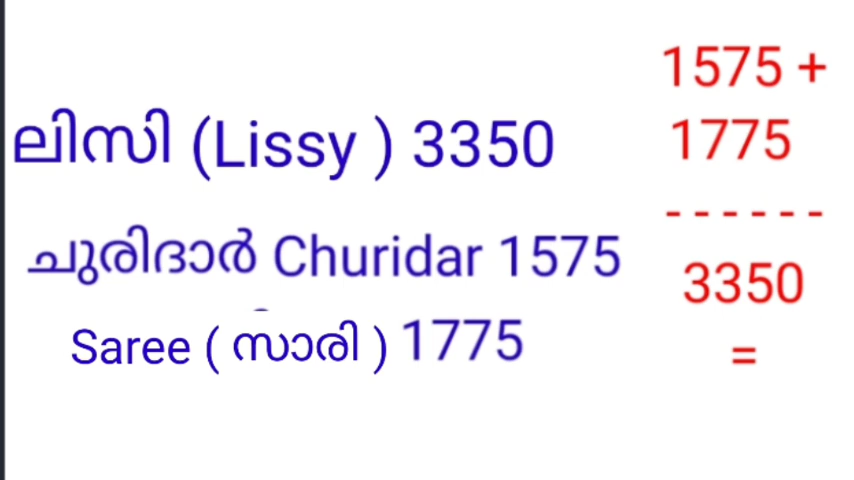 ലിസി (Lissy ) 3350
ചുരിദാർ Churidar 1575
Saree ( സാരി ) 1775
1575 +
1775
- - - - - -
3350
=